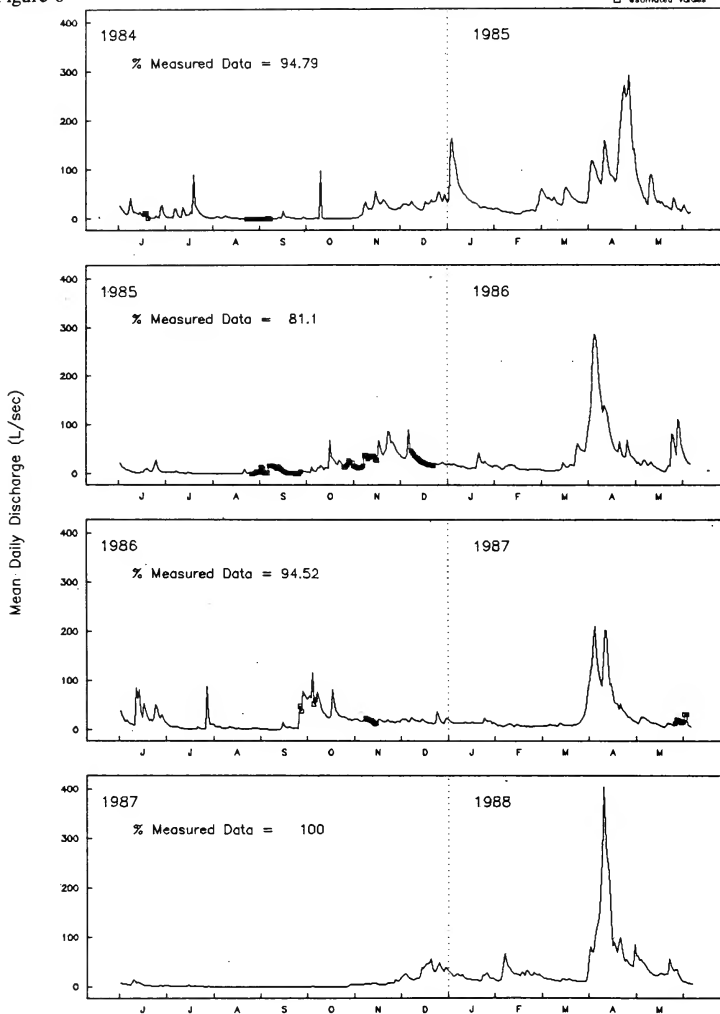 Figure 6
□ estimated values
Mean Daily Discharge (L/sec)
1984
1985
% Measured Data = 94.79
400
300
200
100
0
J J A S O N D J F M A M
1985
1986
% Measured Data = 81.1
400
300
200
100
0
J J A S O N D J F M A M
1986
1987
% Measured Data = 94.52
400
300
200
100
0
J J A S O N D J F M A M
1987
1988
% Measured Data = 100
400
300
200
100
0
J J A S O N D J F M A M